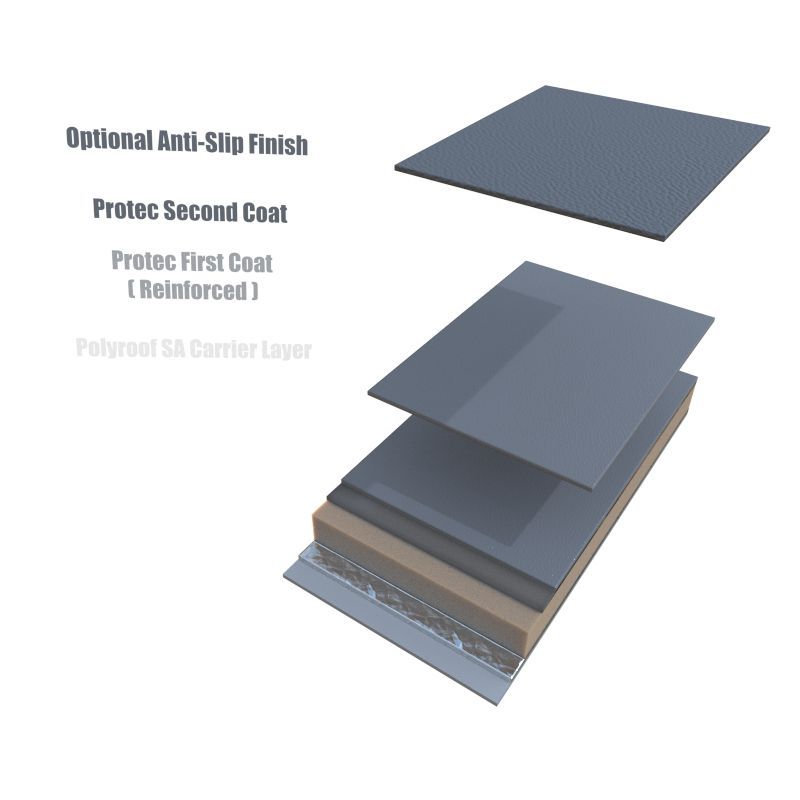 Optional Anti-Slip Finish
Protec Second Coat
Protec First Coat
( Reinforced )
Polyroof SA Carrier Layer